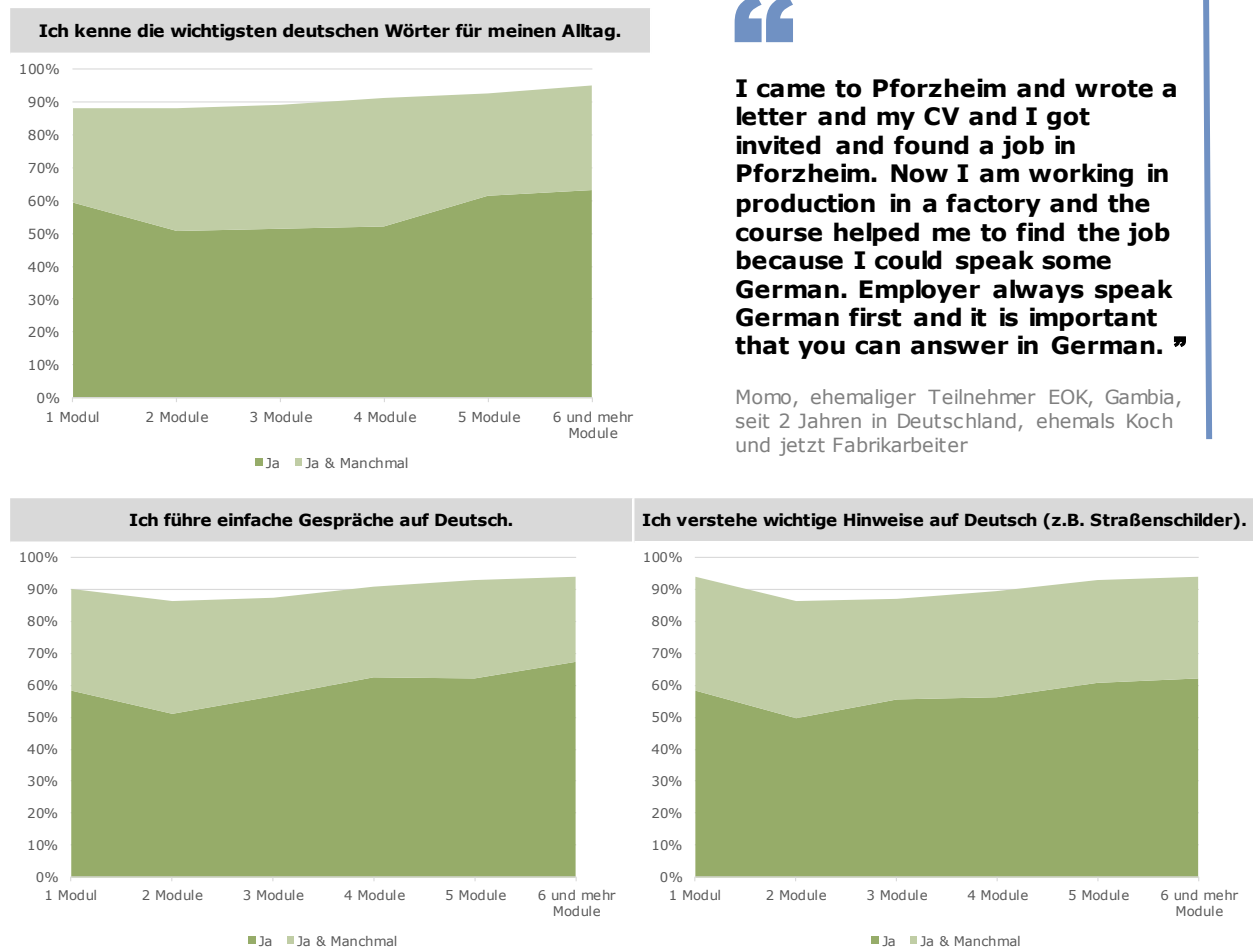 Ich kenne die wichtigsten deutschen Wörter für meinen Alltag.
100%
90%
80%
70%
60%
50%
40%
30%
20%
10%
0%
1 Modul 2 Module 3 Module 4 Module 5 Module 6 und mehr
Module
Ja Ja & Manchmal
“
I came to Pforzheim and wrote a
letter and my CV and I got
invited and found a job in
Pforzheim. Now I am working in
production in a factory and the
course helped me to find the job
because I could speak some
German. Employer always speak
German first and it is important
that you can answer in German. ”
Momo, ehemaliger Teilnehmer EOK, Gambia,
seit 2 Jahren in Deutschland, ehemals Koch
und jetzt Fabrikarbeiter
Ich führe einfache Gespräche auf Deutsch.
100%
90%
80%
70%
60%
50%
40%
30%
20%
10%
0%
1 Modul 2 Module 3 Module 4 Module 5 Module 6 und mehr
Module
Ja Ja & Manchmal
Ich verstehe wichtige Hinweise auf Deutsch (z.B. Straßenschilder).
100%
90%
80%
70%
60%
50%
40%
30%
20%
10%
0%
1 Modul 2 Module 3 Module 4 Module 5 Module 6 und mehr
Module
Ja Ja & Manchmal